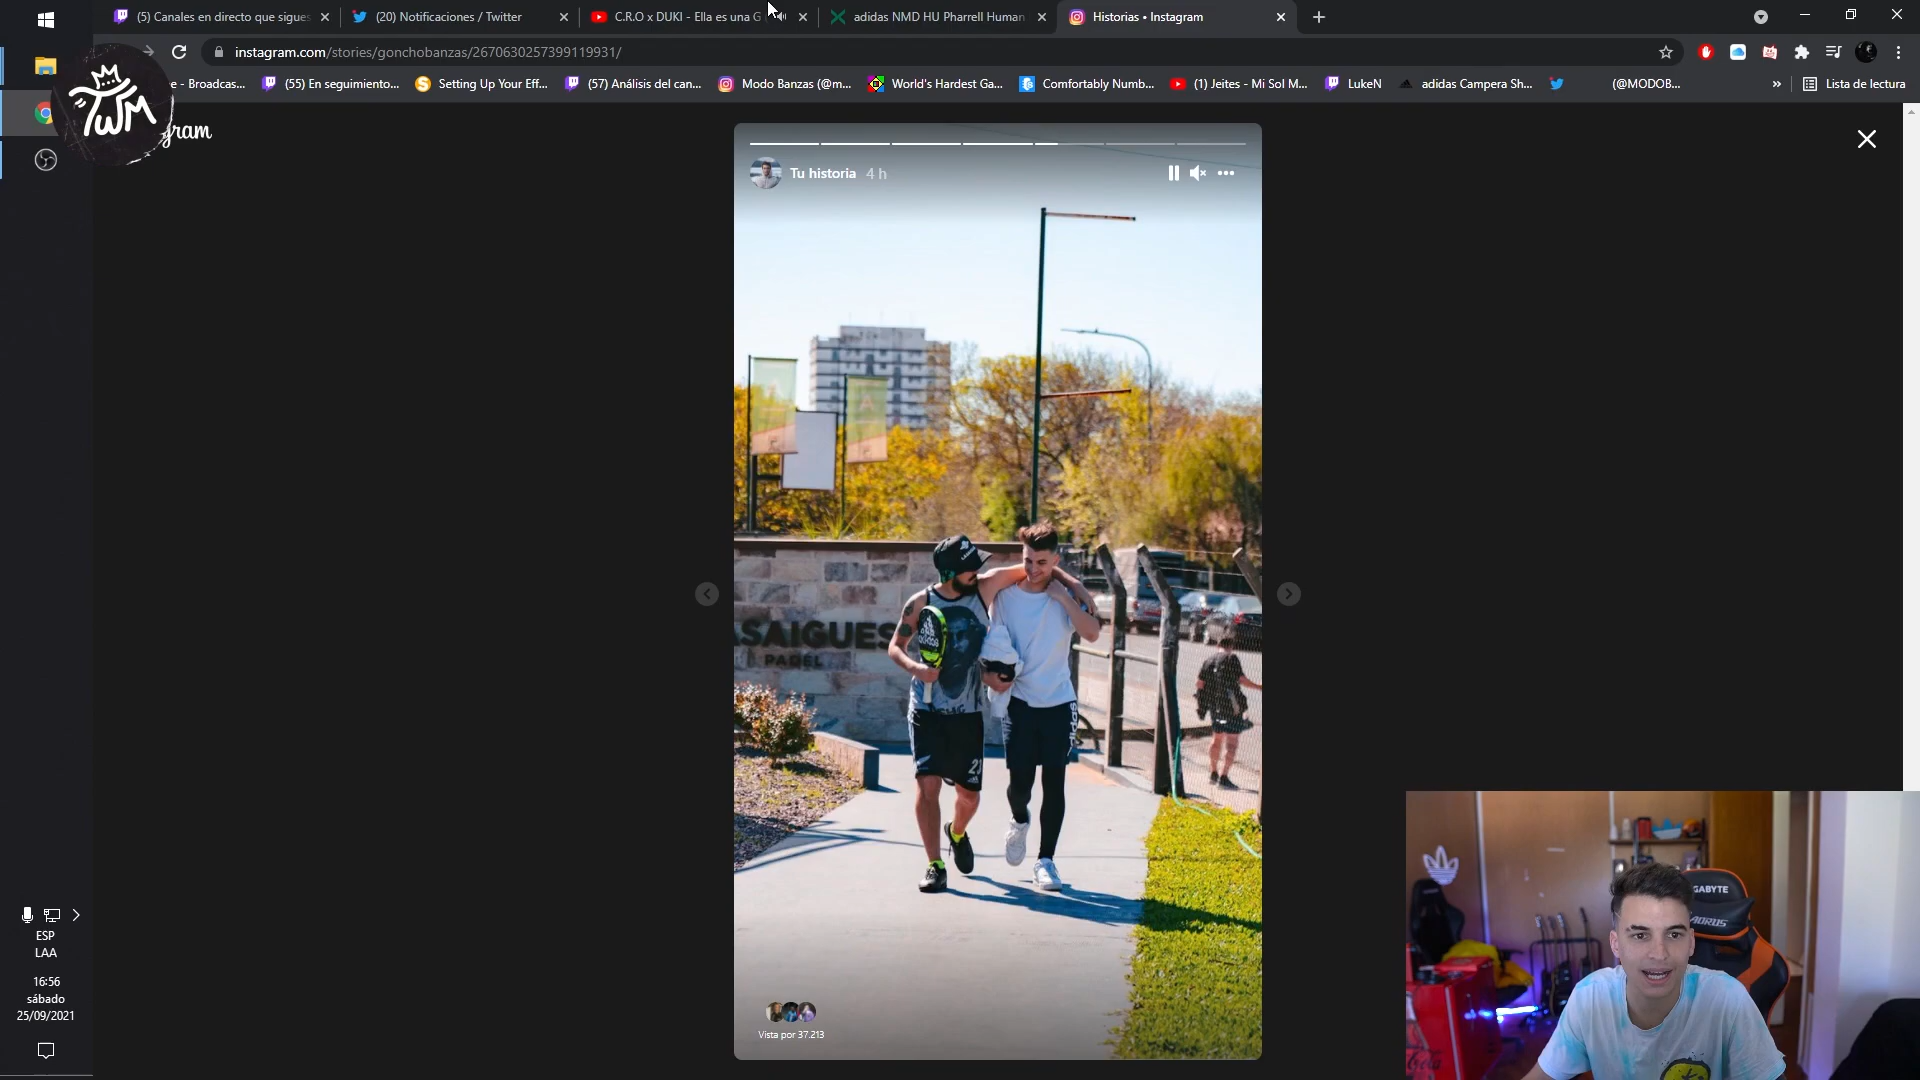 (5) Canales en directo que sigues
(20) Notificaciones / Twitter
C.R.O x DUKI - Ella es una G
adidas NMD HU Pharrell Human
Historias • Instagram
instagram.com/stories/gonchobanzas/2670630257399119931/
e - Broadcas...
(55) En seguimiento...
Setting Up Your Eff...
(57) Análisis del can...
Modo Banzas (@m...
World's Hardest Ga...
Comfortably Numb...
(1) Jeites - Mi Sol M...
LukeN
adidas Campera Sh...
(@MODOB...
»
Lista de lectura
TWM
gram
Tu historia 4 h
SAIGUES
PADEL
adidas
adidas
21
Vista por 37.213
GIGABYTE
AORUS
ESP
LAA
16:56
sábado
25/09/2021